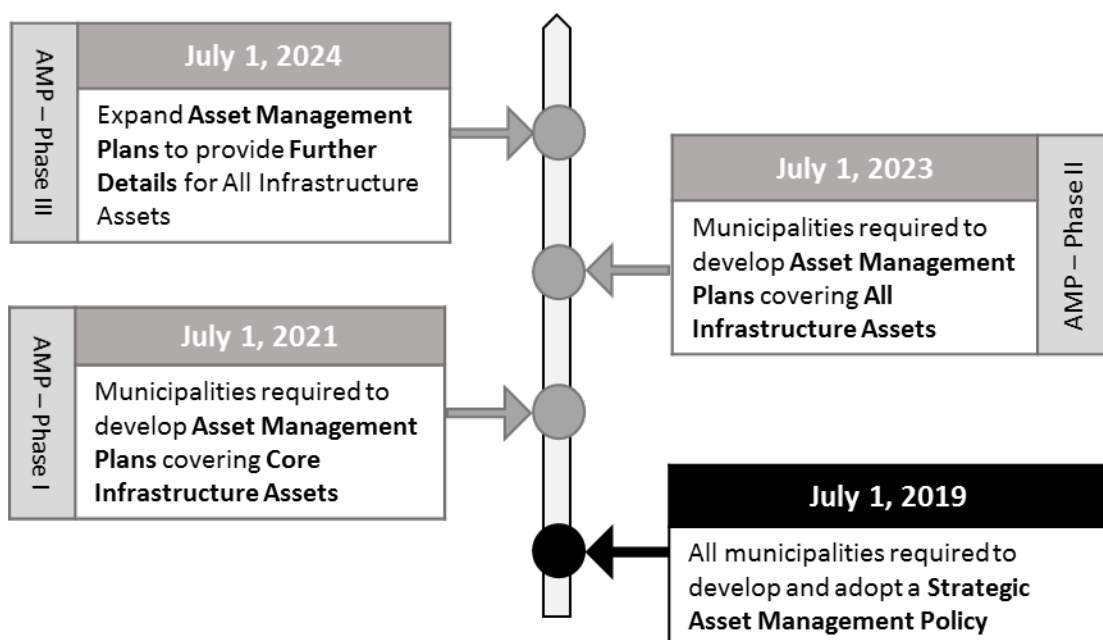 AMP – Phase III
July 1, 2024
Expand Asset Management
Plans to provide Further
Details for All Infrastructure
Assets
July 1, 2023
AMP – Phase II
Municipalities required to
develop Asset Management
Plans covering All
Infrastructure Assets
AMP – Phase I
July 1, 2021
Municipalities required to
develop Asset Management
Plans covering Core
Infrastructure Assets
July 1, 2019
All municipalities required to
develop and adopt a Strategic
Asset Management Policy